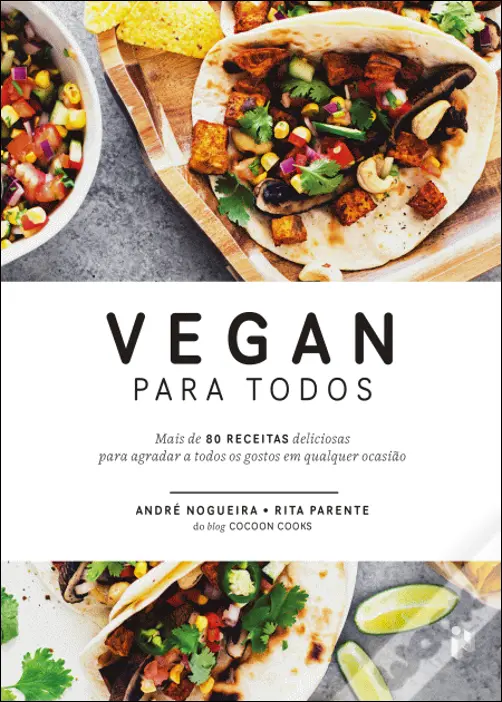 VEGAN
PARA TODOS
Mais de 80 RECEITAS deliciosas
para agradar a todos os gostos em qualquer ocasião
ANDRÉ NOGUEIRA • RITA PARENTE
do blog COCOON COOKS